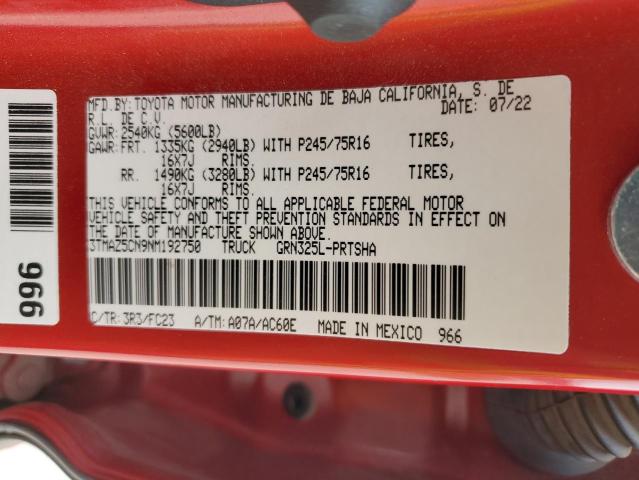 MFD.BY:TOYOTA MOTOR MANUFACTURING DE BAJA CALIFORNIA, S. DE
R.L. DE C.V. DATE: 07/22
GVWR:2540KG (5600LB)
GAWR:FRT. 1335KG (2940LB) WITH P245/75R16 TIRES,
16X7J RIMS.
RR. 1490KG (3280LB) WITH P245/75R16 TIRES,
16X7J RIMS.
THIS VEHICLE CONFORMS TO ALL APPLICABLE FEDERAL MOTOR
VEHICLE SAFETY AND THEFT PREVENTION STANDARDS IN EFFECT ON
THE DATE OF MANUFACTURE SHOWN ABOVE.
3TMAZ5CN9NM192750 TRUCK GRN325L-PRTSHA
C/TR:3R3/FC23 A/TM:A07A/AC60E MADE IN MEXICO 966
966